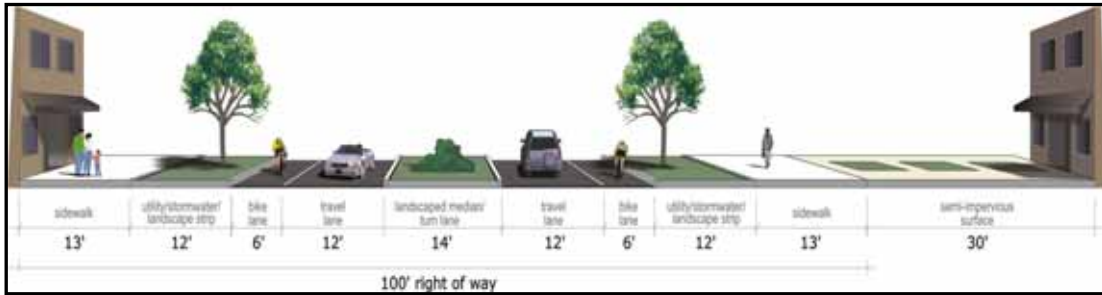 sidewalk
utility/stormwater/
landscape strip
bike
lane
travel
lane
landscaped median/
turn lane
travel
lane
bike
lane
utility/stormwater/
landscape strip
sidewalk
semi-impervious
surface
13' 12' 6' 12' 14' 12' 6' 12' 13' 30'
100' right of way